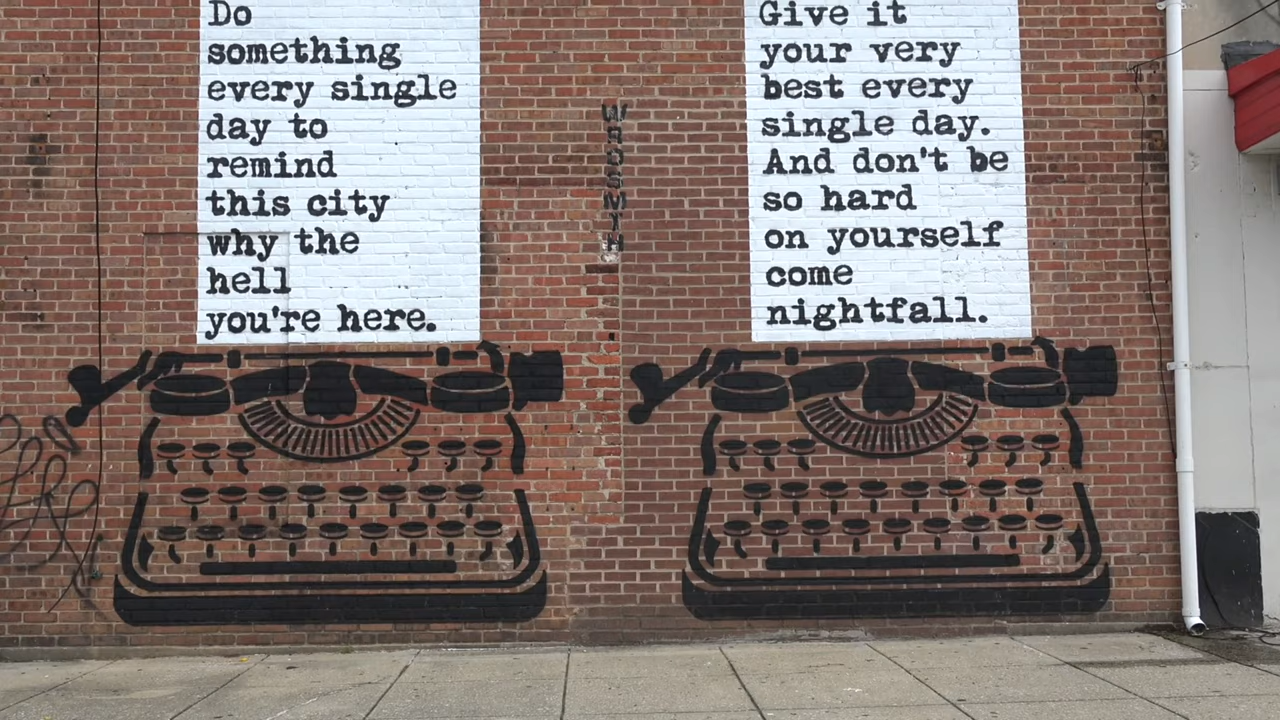 Do
something
every single
day to
remind
this city
why the
hell
you're here.
WRDSMTH
Give it
your very
best every
single day.
And don't be
so hard
on yourself
come
nightfall.